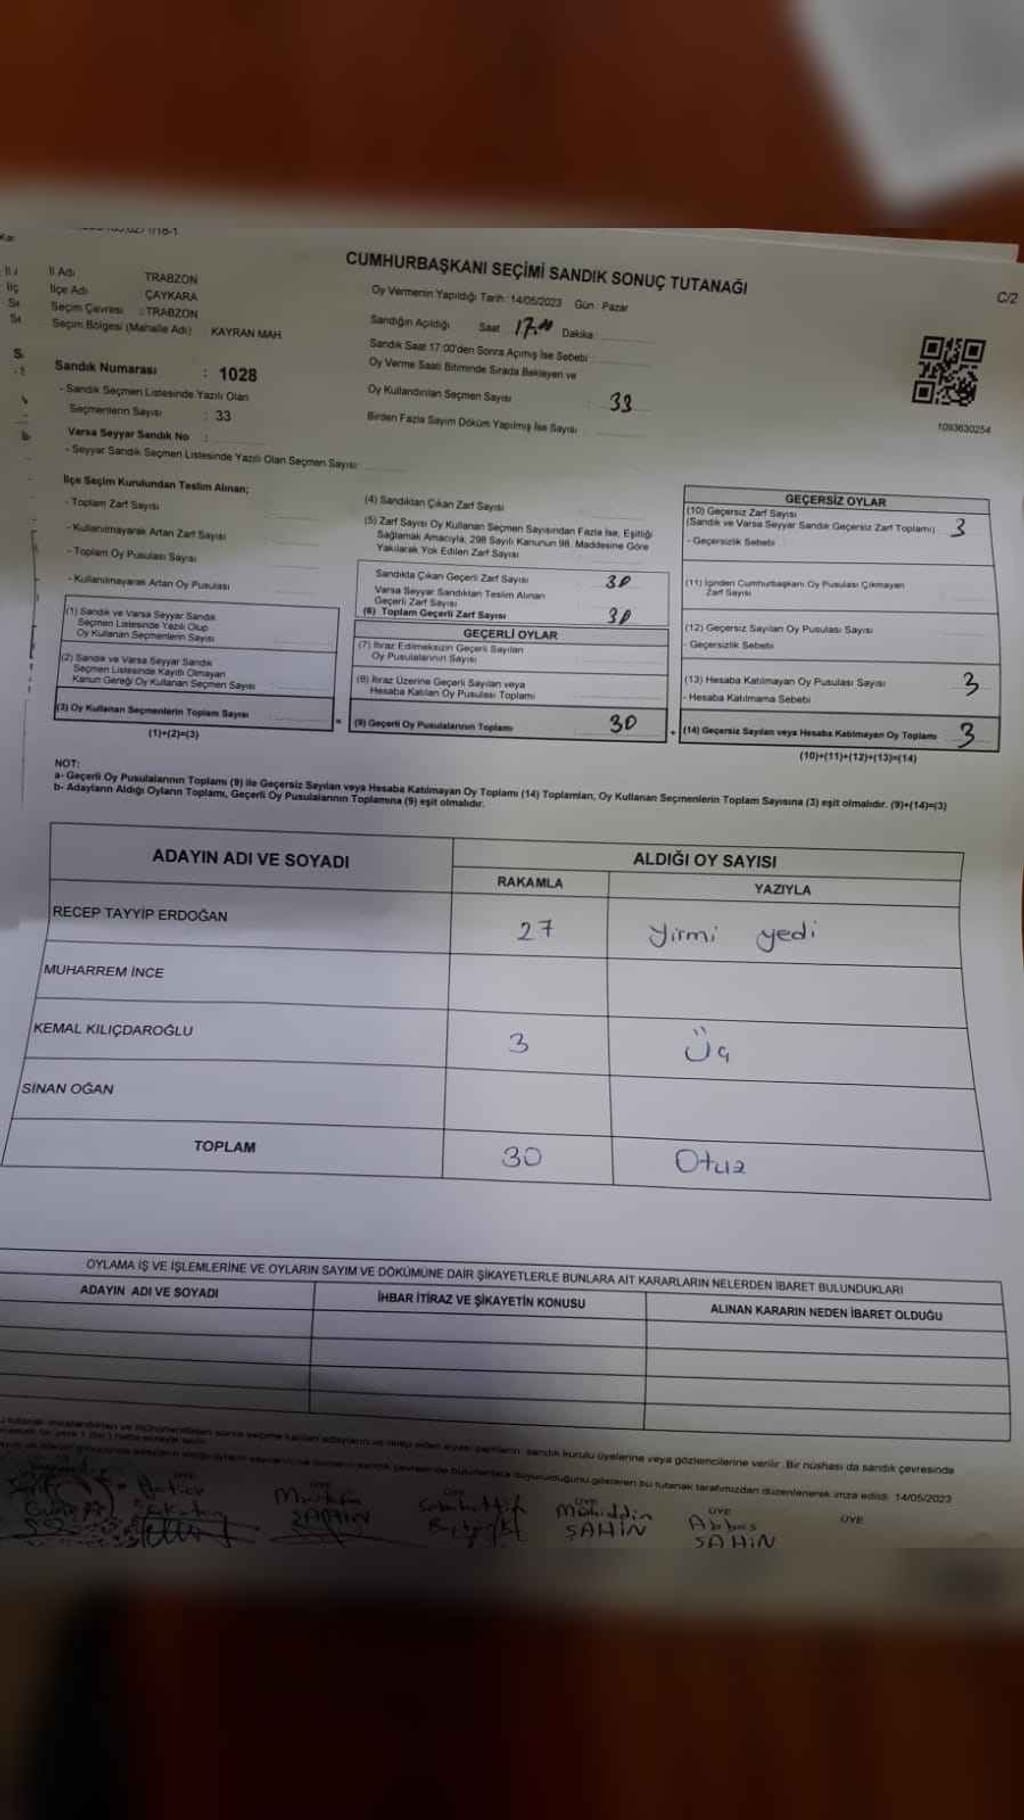 CUMHURBAŞKANI SEÇİMİ SANDIK SONUÇ TUTANAĞI
C/2
İl Adı TRABZON
İlçe Adı ÇAYKARA
Seçim Çevresi : TRABZON
Seçim Bölgesi (Mahalle Adı) KAYRAN MAH
Sandık Numarası : 1028
- Sandık Seçmen Listesinde Yazılı Olan
Seçmenlerin Sayısı : 33
Varsa Seyyar Sandık No :
- Seyyar Sandık Seçmen Listesinde Yazılı Olan Seçmen Sayısı
Oy Vermenin Yapıldığı Tarih: 14/05/2023 Gün: Pazar
Sandığın Açıldığı Saat 17.00 Dakika
Sandık Saat 17:00'den Sonra Açımış İse Sebebi
Oy Verme Saati Bitiminde Sırada Bekleyen ve
Oy Kullandırılan Seçmen Sayısı 33
Birden Fazla Sayım Döküm Yapılmış İse Sayısı
1093630254
İlçe Seçim Kurulundan Teslim Alınan;
- Toplam Zarf Sayısı
- Kullanılmayarak Artan Zarf Sayısı
- Toplam Oy Pusulası Sayısı
- Kullanılmayarak Artan Oy Pusulası
(1) Sandık ve Varsa Seyyar Sandık
Seçmen Listesinde Yazılı Olup
Oy Kullanan Seçmenlerin Sayısı
(2) Sandık ve Varsa Seyyar Sandık
Seçmen Listesinde Kayıtlı Olmayan
Kanun Gereği Oy Kullanan Seçmen Sayısı
(3) Oy Kullanan Seçmenlerin Toplam Sayısı
(1)+(2)=(3)
(4) Sandıktan Çıkan Zarf Sayısı
(5) Zarf Sayısı Oy Kullanan Seçmen Sayısından Fazla İse, Eşitliği
Sağlamak Amacıyla, 298 Sayılı Kanunun 98. Maddesine Göre
Yakılarak Yok Edilen Zarf Sayısı
Sandıkta Çıkan Geçerli Zarf Sayısı 30
Varsa Seyyar Sandıktan Teslim Alınan
Geçerli Zarf Sayısı
(6) Toplam Geçerli Zarf Sayısı 30
GEÇERLİ OYLAR
(7) İtiraz Edilmeksizin Geçerli Sayılan
Oy Pusulalarının Sayısı
(8) İtiraz Üzerine Geçerli Sayılan veya
Hesaba Katılan Oy Pusulası Toplamı
= (9) Geçerli Oy Pusulalarının Toplamı 30
GEÇERSİZ OYLAR
(10) Geçersiz Zarf Sayısı
(Sandık ve Varsa Seyyar Sandık Geçersiz Zarf Toplamı) 3
- Geçersizlik Sebebi
(11) İçinden Cumhurbaşkanı Oy Pusulası Çıkmayan
Zarf Sayısı
(12) Geçersiz Sayılan Oy Pusulası Sayısı
- Geçersizlik Sebebi
(13) Hesaba Katılmayan Oy Pusulası Sayısı 3
- Hesaba Katılmama Sebebi
+ (14) Geçersiz Sayılan veya Hesaba Katılmayan Oy Toplamı 3
(10)+(11)+(12)+(13)=(14)
NOT:
a- Geçerli Oy Pusulalarının Toplamı (9) ile Geçersiz Sayılan veya Hesaba Katılmayan Oy Toplamı (14) Toplamları, Oy Kullanan Seçmenlerin Toplam Sayısına (3) eşit olmalıdır. (9)+(14)=(3)
b- Adayların Aldığı Oyların Toplamı, Geçerli Oy Pusulalarının Toplamına (9) eşit olmalıdır.
ADAYIN ADI VE SOYADI ALDIĞI OY SAYISI
RAKAMLA YAZIYLA
RECEP TAYYİP ERDOĞAN 27 Yirmi yedi
MUHARREM İNCE
KEMAL KILIÇDAROĞLU 3 Üç
SİNAN OĞAN
TOPLAM 30 Otuz
OYLAMA İŞ VE İŞLEMLERİNE VE OYLARIN SAYIM VE DÖKÜMÜNE DAİR ŞİKAYETLERLE BUNLARA AİT KARARLARIN NELERDEN İBARET BULUNDUKLARI
ADAYIN ADI VE SOYADI İHBAR İTİRAZ VE ŞİKAYETİN KONUSU ALINAN KARARIN NEDEN İBARET OLDUĞU
sandık kurulu üyelerine veya gözlemcilerine verilir. Bir nüshası da sandık çevresinde
duyurulduğunu gösteren bu tutanak tarafımızdan düzenlenerek imza edildi. 14/05/2023
ÜYE ÜYE ÜYE
Muhiddin ŞAHİN
Abbas ŞAHİN